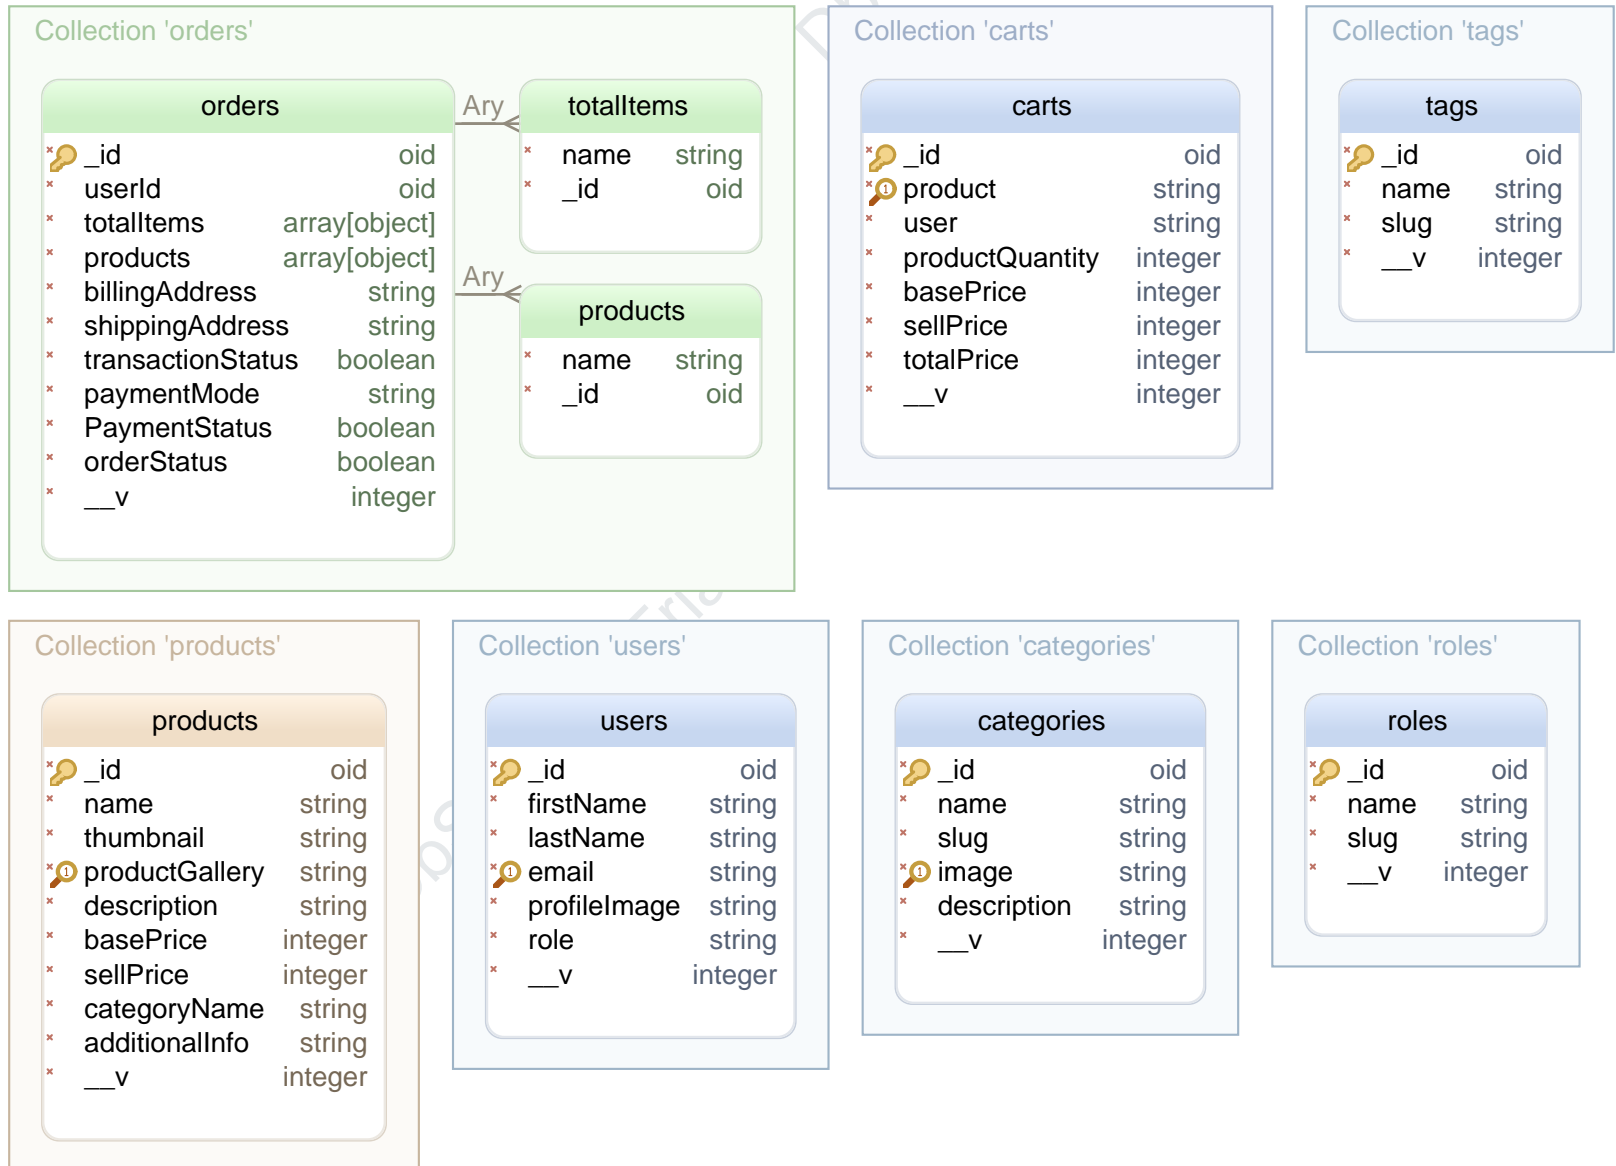 Collection 'orders'
orders
_id oid
userId oid
totalItems array[object]
products array[object]
billingAddress string
shippingAddress string
transactionStatus boolean
paymentMode string
PaymentStatus boolean
orderStatus boolean
__v integer
Ary
totalItems
name string
_id oid
Ary
products
name string
_id oid
Collection 'carts'
carts
_id oid
1 product string
user string
productQuantity integer
basePrice integer
sellPrice integer
totalPrice integer
__v integer
Collection 'tags'
tags
_id oid
name string
slug string
__v integer
Collection 'products'
products
_id oid
name string
thumbnail string
1 productGallery string
description string
basePrice integer
sellPrice integer
categoryName string
additionalInfo string
__v integer
Collection 'users'
users
_id oid
firstName string
lastName string
1 email string
profileImage string
role string
__v integer
Collection 'categories'
categories
_id oid
name string
slug string
1 image string
description string
__v integer
Collection 'roles'
roles
_id oid
name string
slug string
__v integer